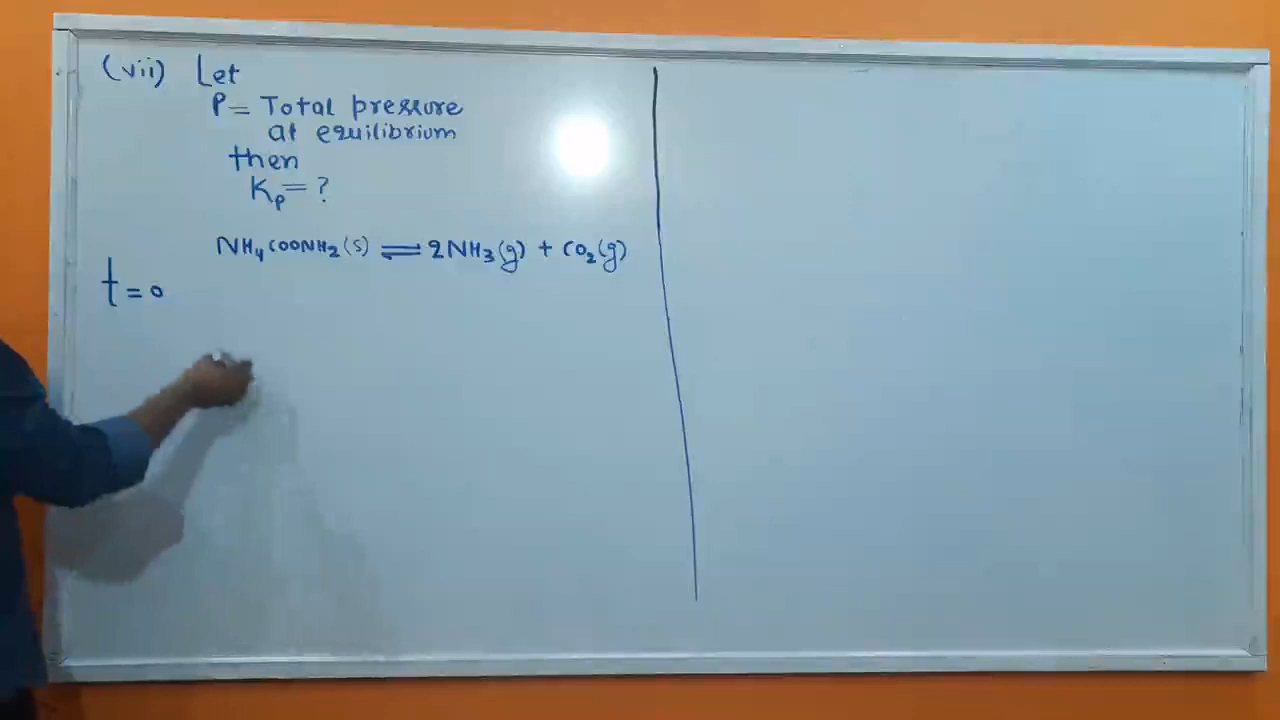 (vii) Let
P = Total pressure
at equilibrium
then
Kₚ = ?
NH₄COONH₂(s) ⇌ 2NH₃(g) + CO₂(g)
t = 0